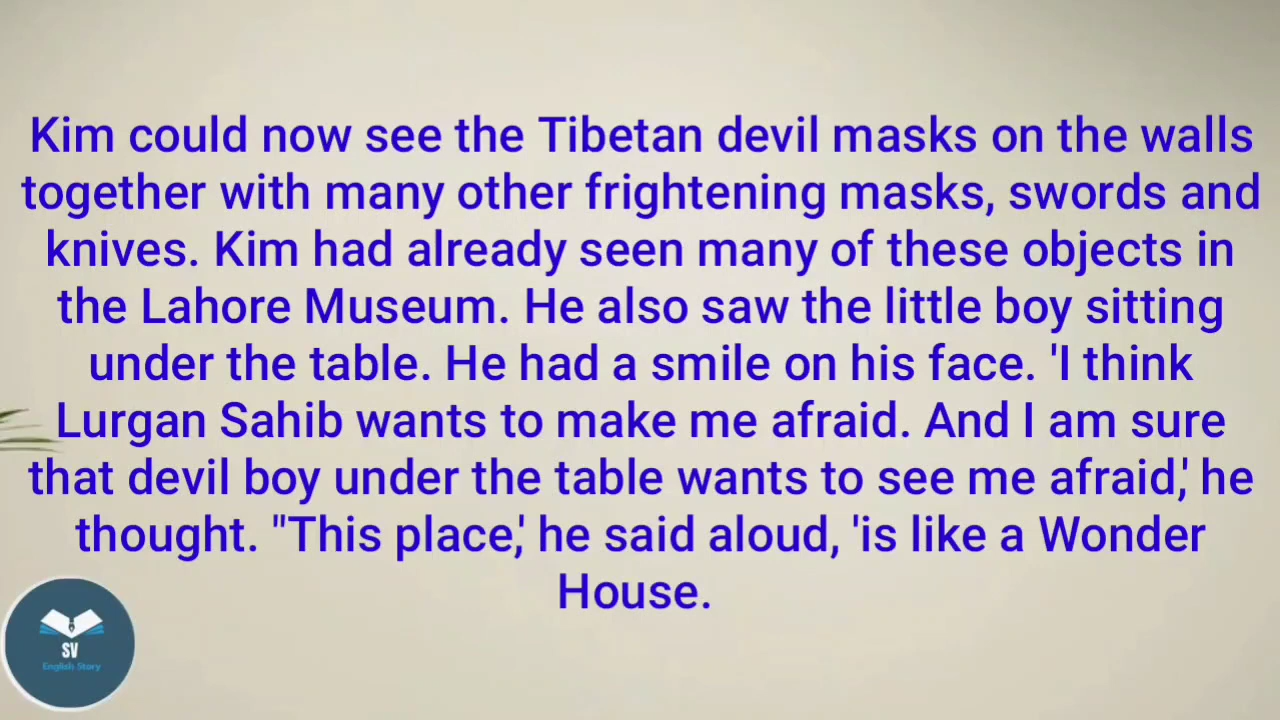 Kim could now see the Tibetan devil masks on the walls
together with many other frightening masks, swords and
knives. Kim had already seen many of these objects in
the Lahore Museum. He also saw the little boy sitting
under the table. He had a smile on his face. 'I think
Lurgan Sahib wants to make me afraid. And I am sure
that devil boy under the table wants to see me afraid,' he
thought. "This place,' he said aloud, 'is like a Wonder
House.
SV
English Story